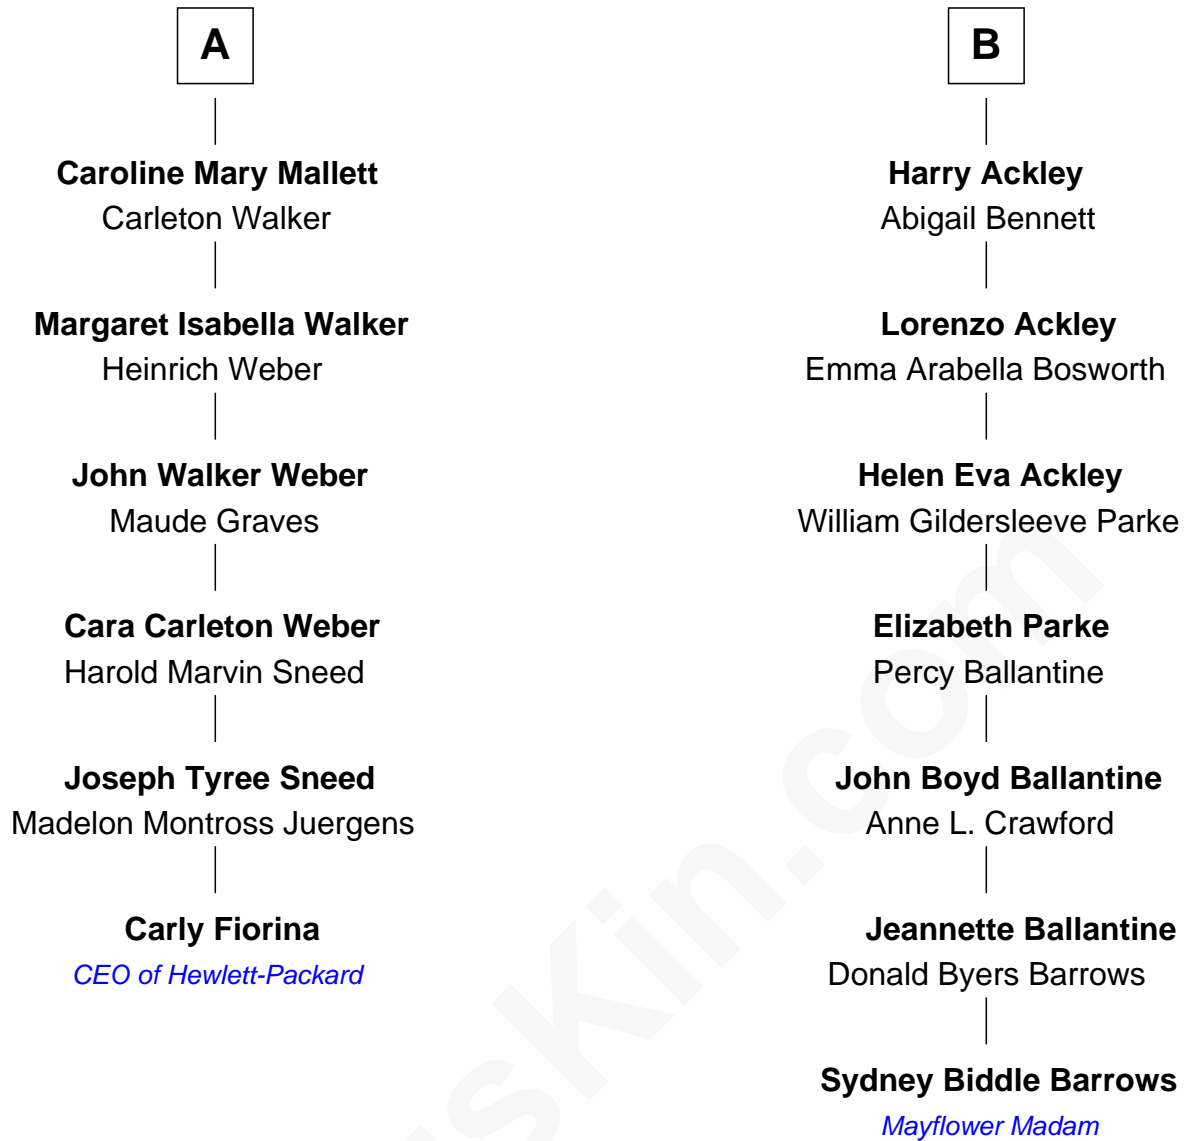 A
Caroline Mary Mallett
Carleton Walker
Margaret Isabella Walker
Heinrich Weber
John Walker Weber
Maude Graves
Cara Carleton Weber
Harold Marvin Sneed
Joseph Tyree Sneed
Madelon Montross Juergens
Carly Fiorina
CEO of Hewlett-Packard
B
Harry Ackley
Abigail Bennett
Lorenzo Ackley
Emma Arabella Bosworth
Helen Eva Ackley
William Gildersleeve Parke
Elizabeth Parke
Percy Ballantine
John Boyd Ballantine
Anne L. Crawford
Jeannette Ballantine
Donald Byers Barrows
Sydney Biddle Barrows
Mayflower Madam